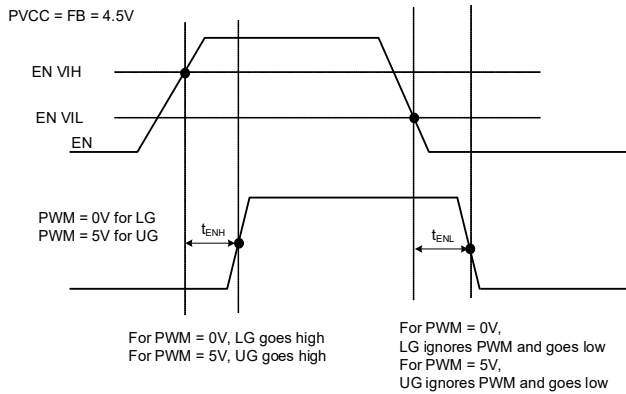 PVCC = FB = 4.5V
EN VIH
EN VIL
EN
PWM = 0V for LG
PWM = 5V for UG
tENH
tENL
For PWM = 0V, LG goes high
For PWM = 5V, UG goes high
For PWM = 0V,
LG ignores PWM and goes low
For PWM = 5V,
UG ignores PWM and goes low